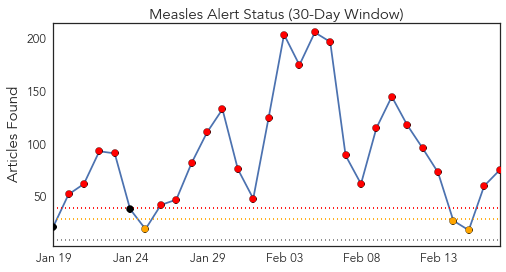 Measles Alert Status (30-Day Window)
Articles Found
200
150
100
50
Jan 19 Jan 24 Jan 29 Feb 03 Feb 08 Feb 13